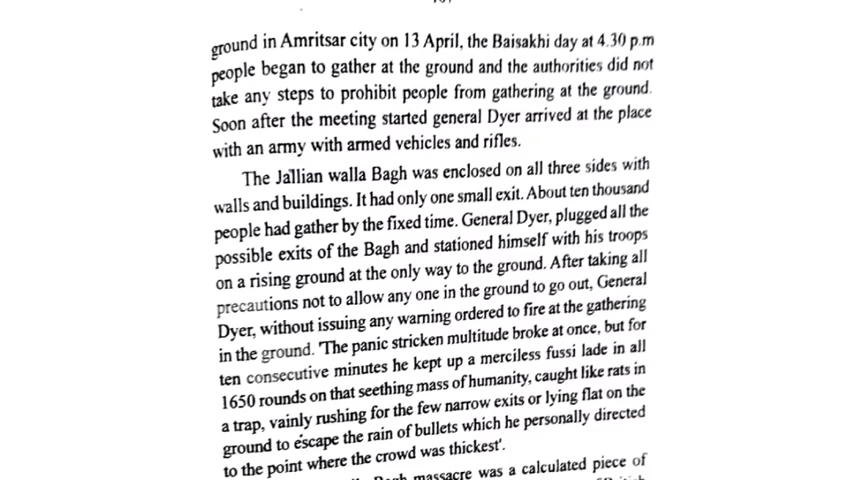 ground in Amritsar city on 13 April, the Baisakhi day at 4.30 p.m
people began to gather at the ground and the authorities did not
take any steps to prohibit people from gathering at the ground.
Soon after the meeting started general Dyer arrived at the place
with an army with armed vehicles and rifles.
The Jallian walla Bagh was enclosed on all three sides with
walls and buildings. It had only one small exit. About ten thousand
people had gather by the fixed time. General Dyer, plugged all the
possible exits of the Bagh and stationed himself with his troops
on a rising ground at the only way to the ground. After taking all
precautions not to allow any one in the ground to go out, General
Dyer, without issuing any warning ordered to fire at the gathering
in the ground. 'The panic stricken multitude broke at once, but for
ten consecutive minutes he kept up a merciless fussi lade in all
1650 rounds on that seething mass of humanity, caught like rats in
a trap, vainly rushing for the few narrow exits or lying flat on the
ground to escape the rain of bullets which he personally directed
to the point where the crowd was thickest'.
Bagh massacre was a calculated piece of